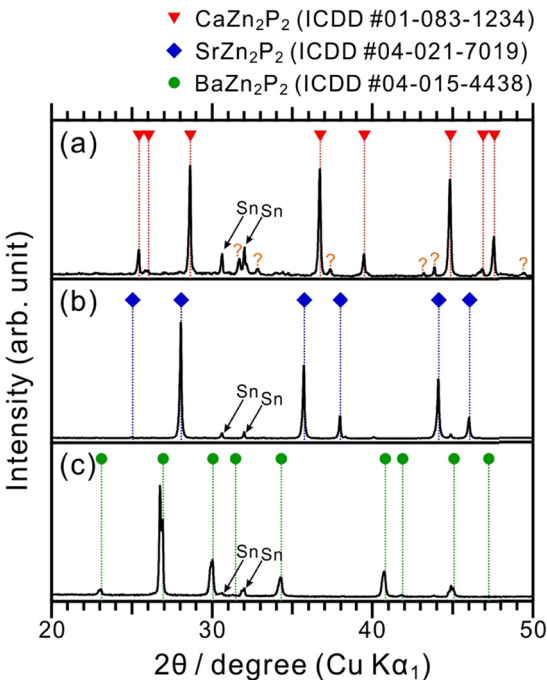 CaZn₂P₂ (ICDD #01-083-1234)
SrZn₂P₂ (ICDD #04-021-7019)
BaZn₂P₂ (ICDD #04-015-4438)
(a)
Sn Sn
? ? ? ? ? ?
(b)
Sn Sn
(c)
Sn Sn
Intensity (arb. unit)
20 30 40 50
2θ / degree (Cu Kα₁)